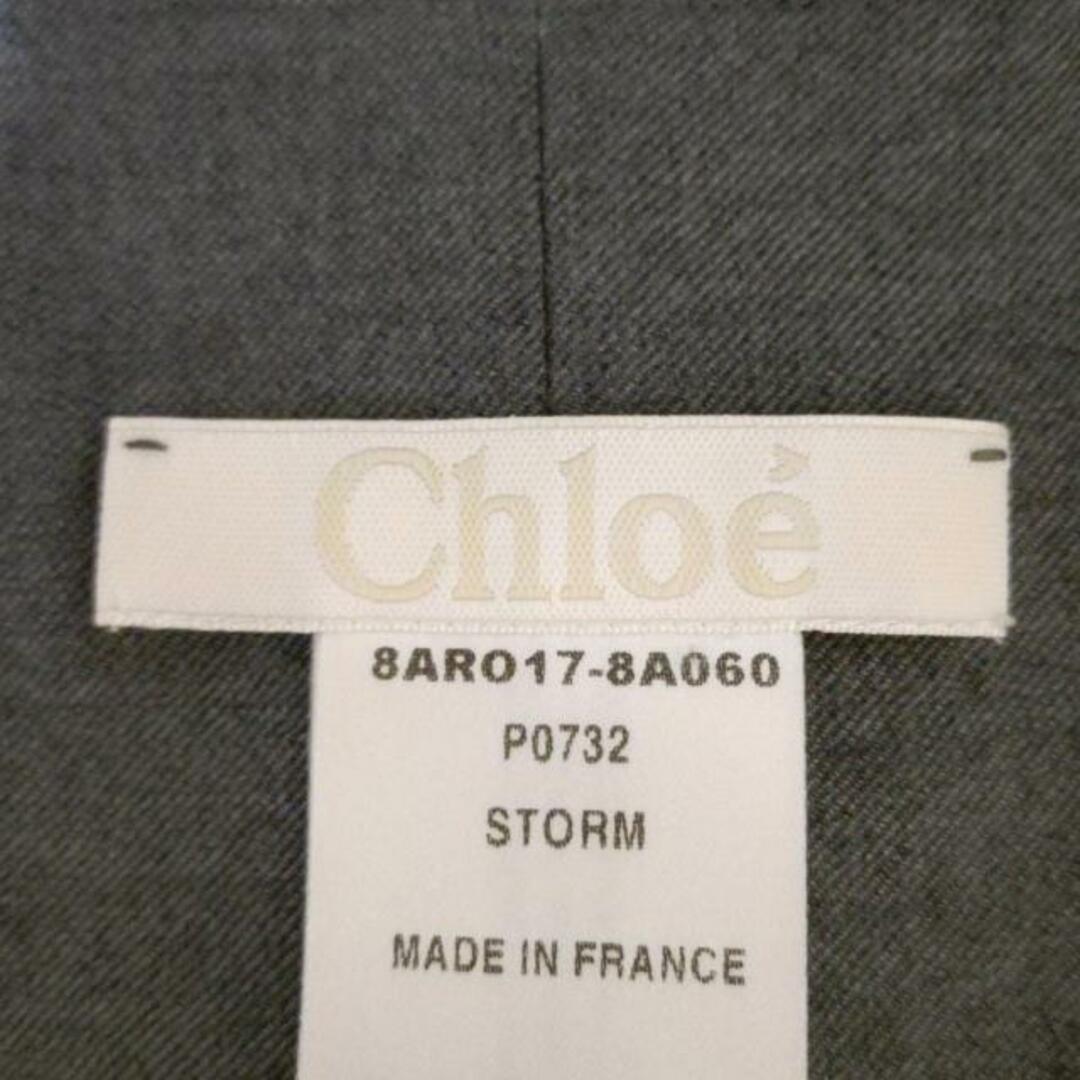 Chloé
8ARO17-8A060
P0732
STORM
MADE IN FRANCE